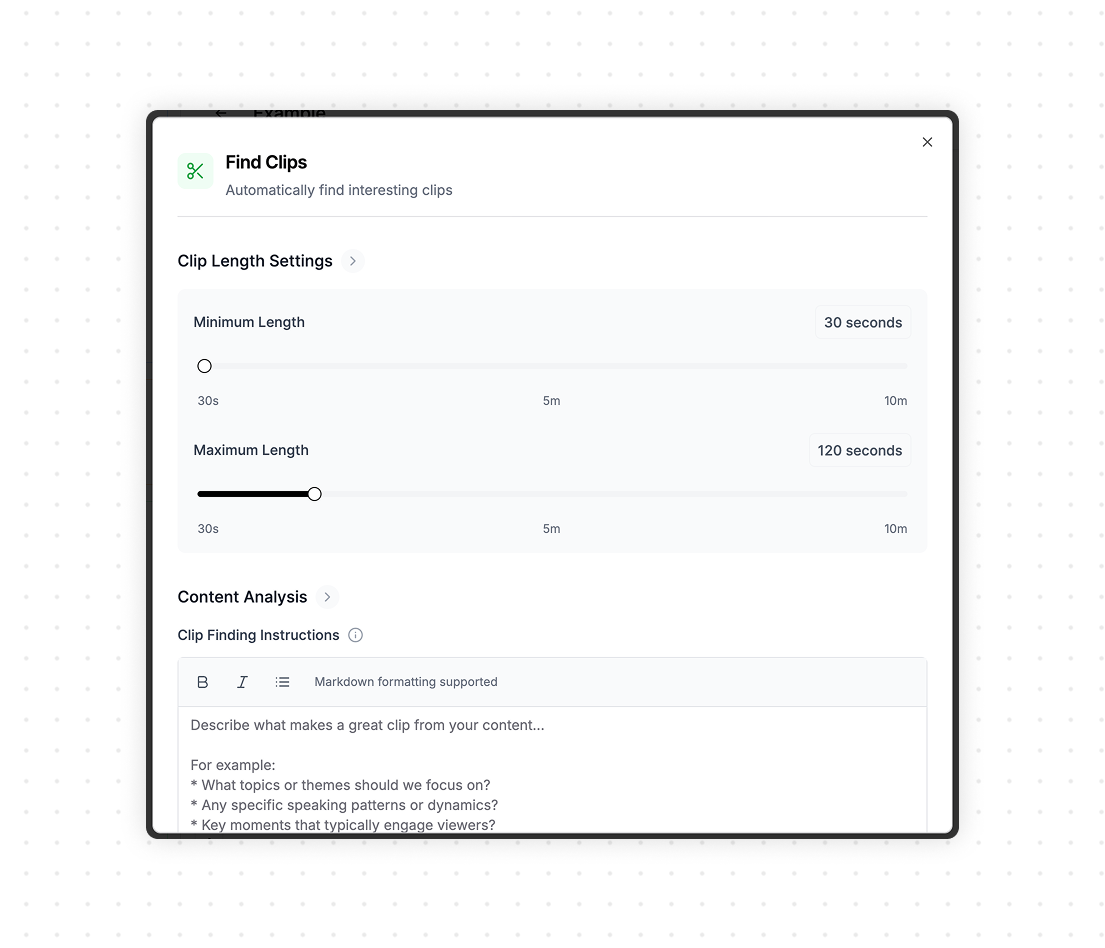 Example
Find Clips
Automatically find interesting clips
Clip Length Settings
Minimum Length
30 seconds
30s 5m 10m
Maximum Length
120 seconds
30s 5m 10m
Content Analysis
Clip Finding Instructions
B I Markdown formatting supported
Describe what makes a great clip from your content...
For example:
* What topics or themes should we focus on?
* Any specific speaking patterns or dynamics?
* Key moments that typically engage viewers?